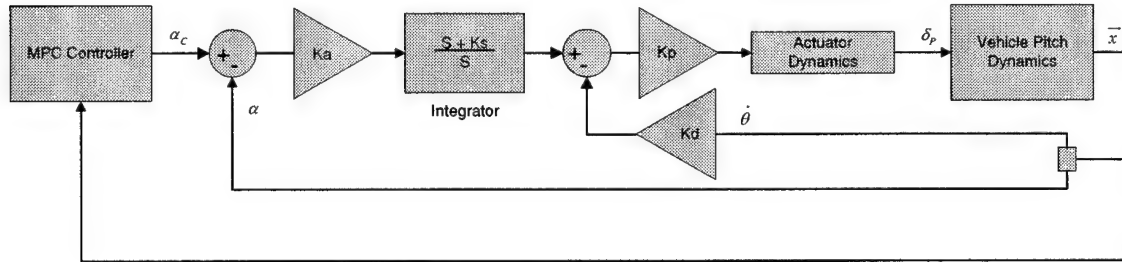 MPC Controller
α_C
+
-
Ka
S + Ks
S
Integrator
+
-
Kp
Actuator
Dynamics
δ_P
Vehicle Pitch
Dynamics
x⃗
α
Kd
θ̇